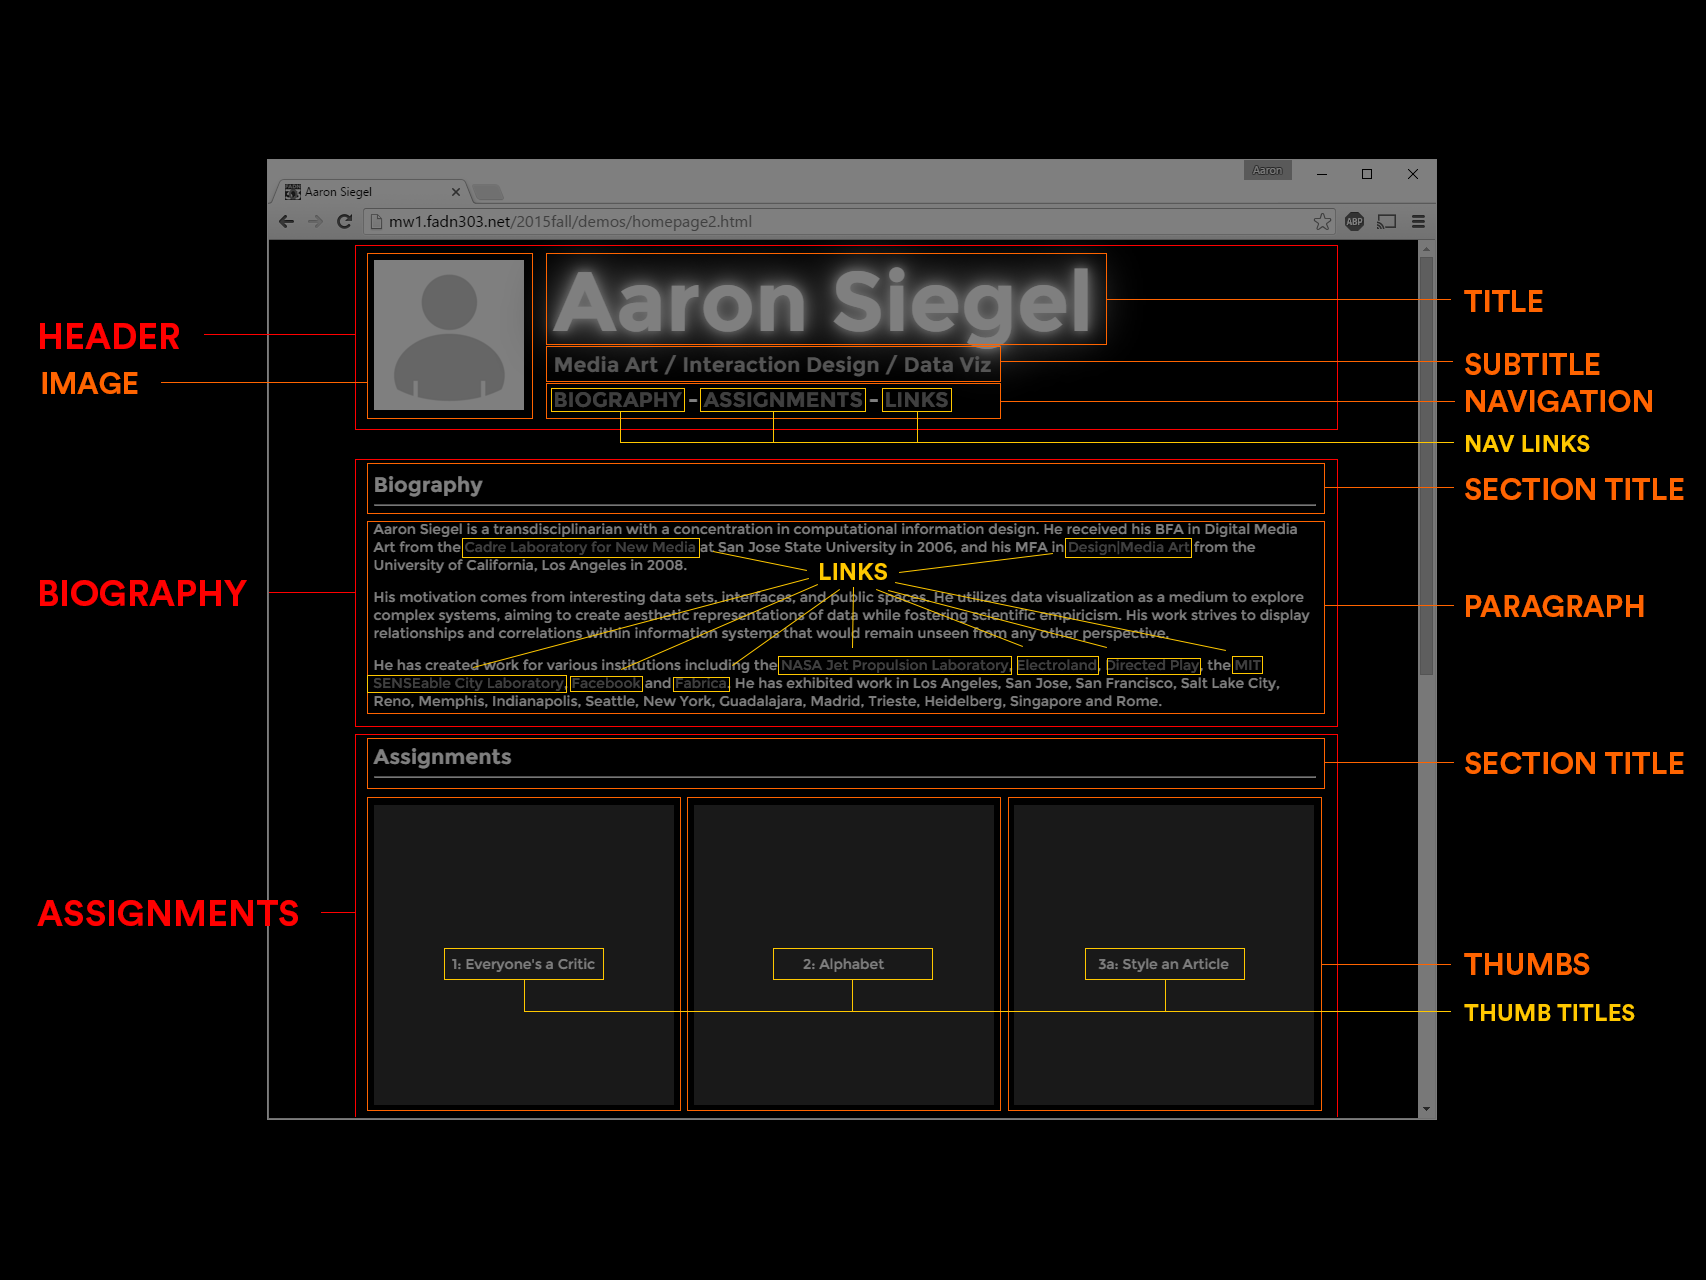 Aaron
Aaron Siegel
mw1.fadn303.net/2015fall/demos/homepage2.html
ABP
HEADER
IMAGE
Aaron Siegel
Media Art / Interaction Design / Data Viz
BIOGRAPHY - ASSIGNMENTS - LINKS
TITLE
SUBTITLE
NAVIGATION
NAV LINKS
SECTION TITLE
Biography
Aaron Siegel is a transdisciplinarian with a concentration in computational information design. He received his BFA in Digital Media
Art from the Cadre Laboratory for New Media at San Jose State University in 2006, and his MFA in Design|Media Art from the
University of California, Los Angeles in 2008.
LINKS
BIOGRAPHY
His motivation comes from interesting data sets, interfaces, and public spaces. He utilizes data visualization as a medium to explore
complex systems, aiming to create aesthetic representations of data while fostering scientific empiricism. His work strives to display
relationships and correlations within information systems that would remain unseen from any other perspective.
PARAGRAPH
He has created work for various institutions including the NASA Jet Propulsion Laboratory, Electroland, Directed Play, the MIT
SENSEable City Laboratory, Facebook and Fabrica. He has exhibited work in Los Angeles, San Jose, San Francisco, Salt Lake City,
Reno, Memphis, Indianapolis, Seattle, New York, Guadalajara, Madrid, Trieste, Heidelberg, Singapore and Rome.
Assignments
SECTION TITLE
ASSIGNMENTS
1: Everyone's a Critic
2: Alphabet
3a: Style an Article
THUMBS
THUMB TITLES